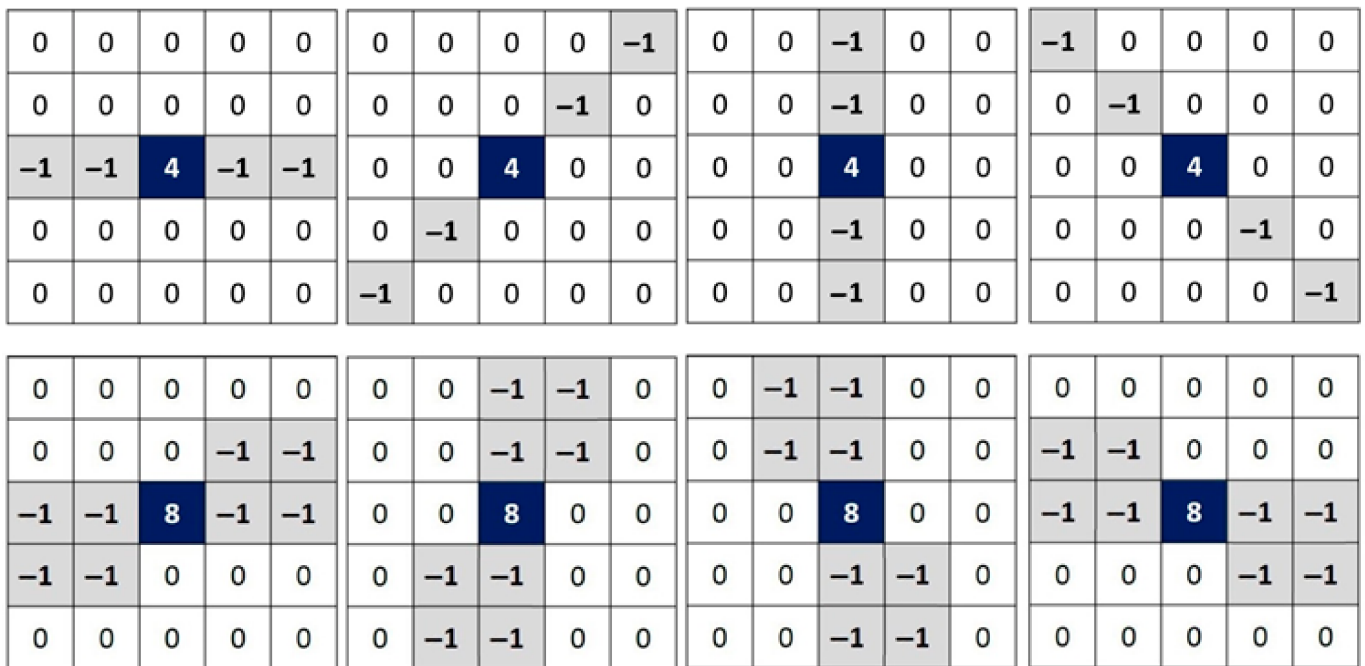 0 0 0 0 0 0 0 0 0 –1 0 0 –1 0 0 –1 0 0 0 0
0 0 0 0 0 0 0 0 –1 0 0 0 –1 0 0 0 –1 0 0 0
–1 –1 4 –1 –1 0 0 4 0 0 0 0 4 0 0 0 0 4 0 0
0 0 0 0 0 0 –1 0 0 0 0 0 –1 0 0 0 0 0 –1 0
0 0 0 0 0 –1 0 0 0 0 0 0 –1 0 0 0 0 0 0 –1
0 0 0 0 0 0 0 –1 –1 0 0 –1 –1 0 0 0 0 0 0 0
0 0 0 –1 –1 0 0 –1 –1 0 0 –1 –1 0 0 –1 –1 0 0 0
–1 –1 8 –1 –1 0 0 8 0 0 0 0 8 0 0 –1 –1 8 –1 –1
–1 –1 0 0 0 0 –1 –1 0 0 0 0 –1 –1 0 0 0 0 –1 –1
0 0 0 0 0 0 –1 –1 0 0 0 0 –1 –1 0 0 0 0 0 0